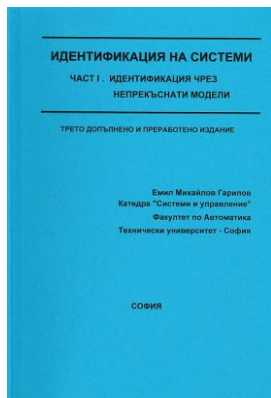 ИДЕНТИФИКАЦИЯ НА СИСТЕМИ
ЧАСТ I . ИДЕНТИФИКАЦИЯ ЧРЕЗ
НЕПРЕКЪСНАТИ МОДЕЛИ
ТРЕТО ДОПЪЛНЕНО И ПРЕРАБОТЕНО ИЗДАНИЕ
Емил Михайлов Гарипов
Катедра "Системи и управление"
Факултет по Автоматика
Технически университет - София
СОФИЯ